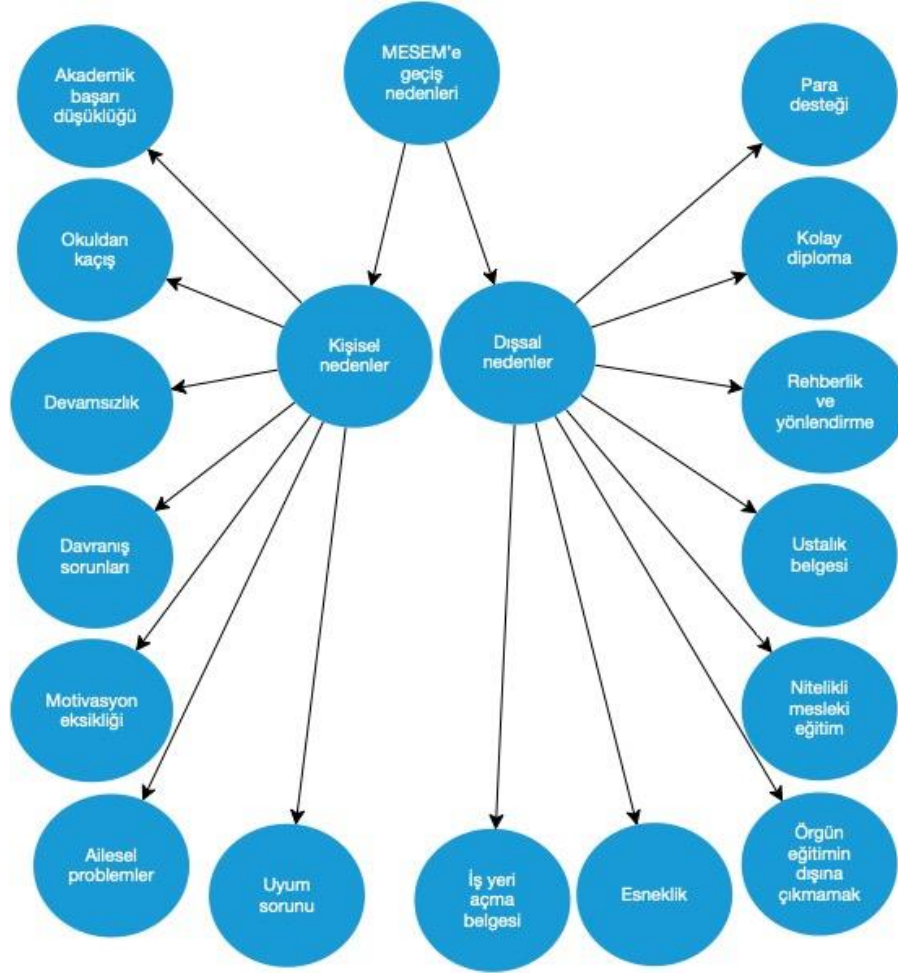 MESEM'e
geçiş
nedenleri
Kişisel
nedenler
Akademik
başarı
düşüklüğü
Okuldan
kaçış
Devamsızlık
Davranış
sorunları
Motivasyon
eksikliği
Ailesel
problemler
Uyum
sorunu
Dışsal
nedenler
Para
desteği
Kolay
diploma
Rehberlik
ve
yönlendirme
Ustalık
belgesi
Nitelikli
mesleki
eğitim
Örgün
eğitimin
dışına
çıkmamak
Esneklik
İş yeri
açma
belgesi